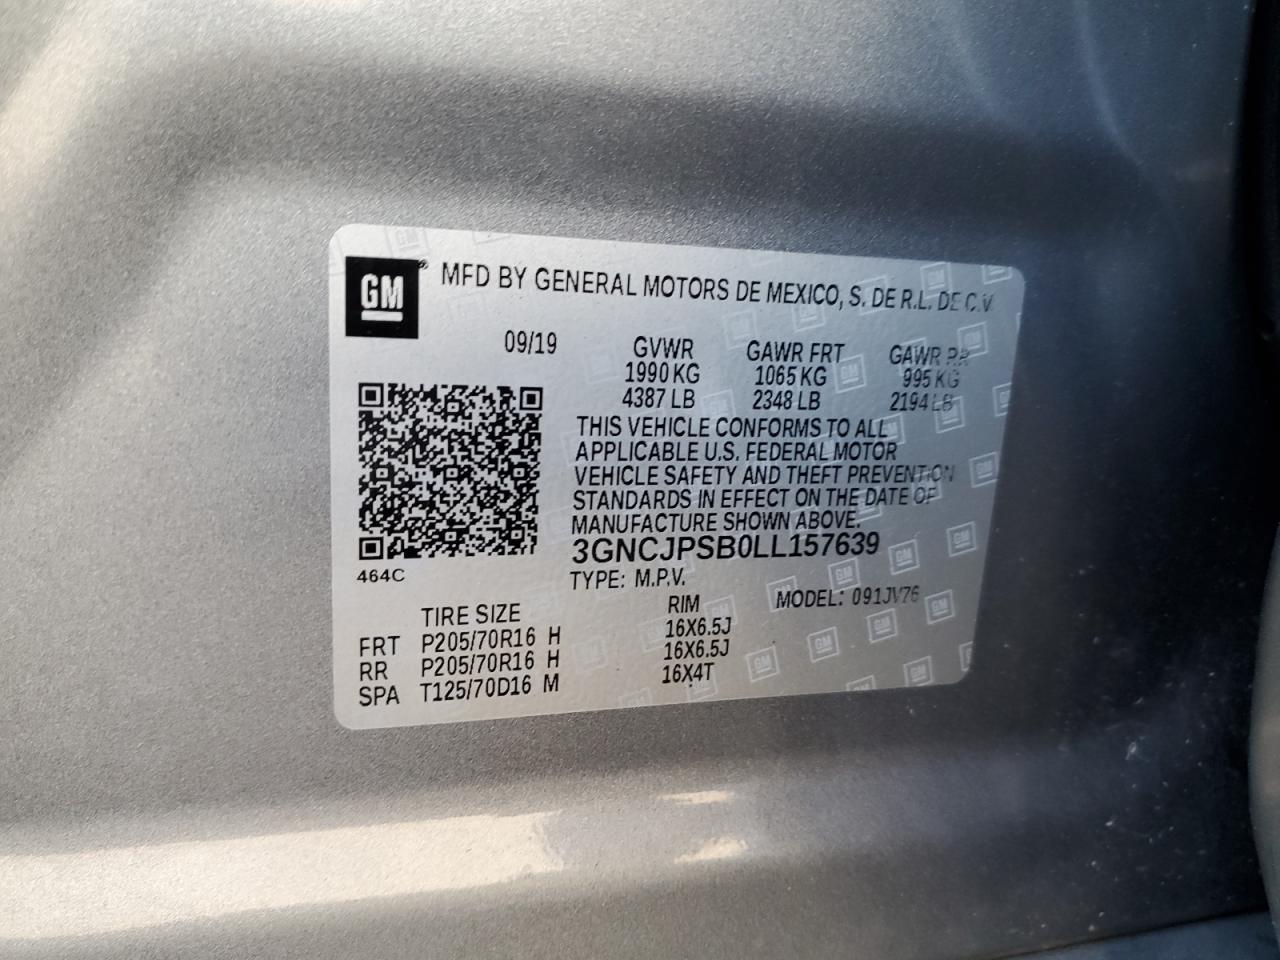 GM
MFD BY GENERAL MOTORS DE MEXICO, S. DE R.L. DE C.V.
09/19
GVWR GAWR FRT GAWR RR
1990 KG 1065 KG 995 KG
4387 LB 2348 LB 2194 LB
THIS VEHICLE CONFORMS TO ALL
APPLICABLE U.S. FEDERAL MOTOR
VEHICLE SAFETY AND THEFT PREVENTION
STANDARDS IN EFFECT ON THE DATE OF
MANUFACTURE SHOWN ABOVE.
3GNCJPSB0LL157639
464C
TYPE: M.P.V.
MODEL: 091JV76
TIRE SIZE RIM
FRT P205/70R16 H 16X6.5J
RR P205/70R16 H 16X6.5J
SPA T125/70D16 M 16X4T